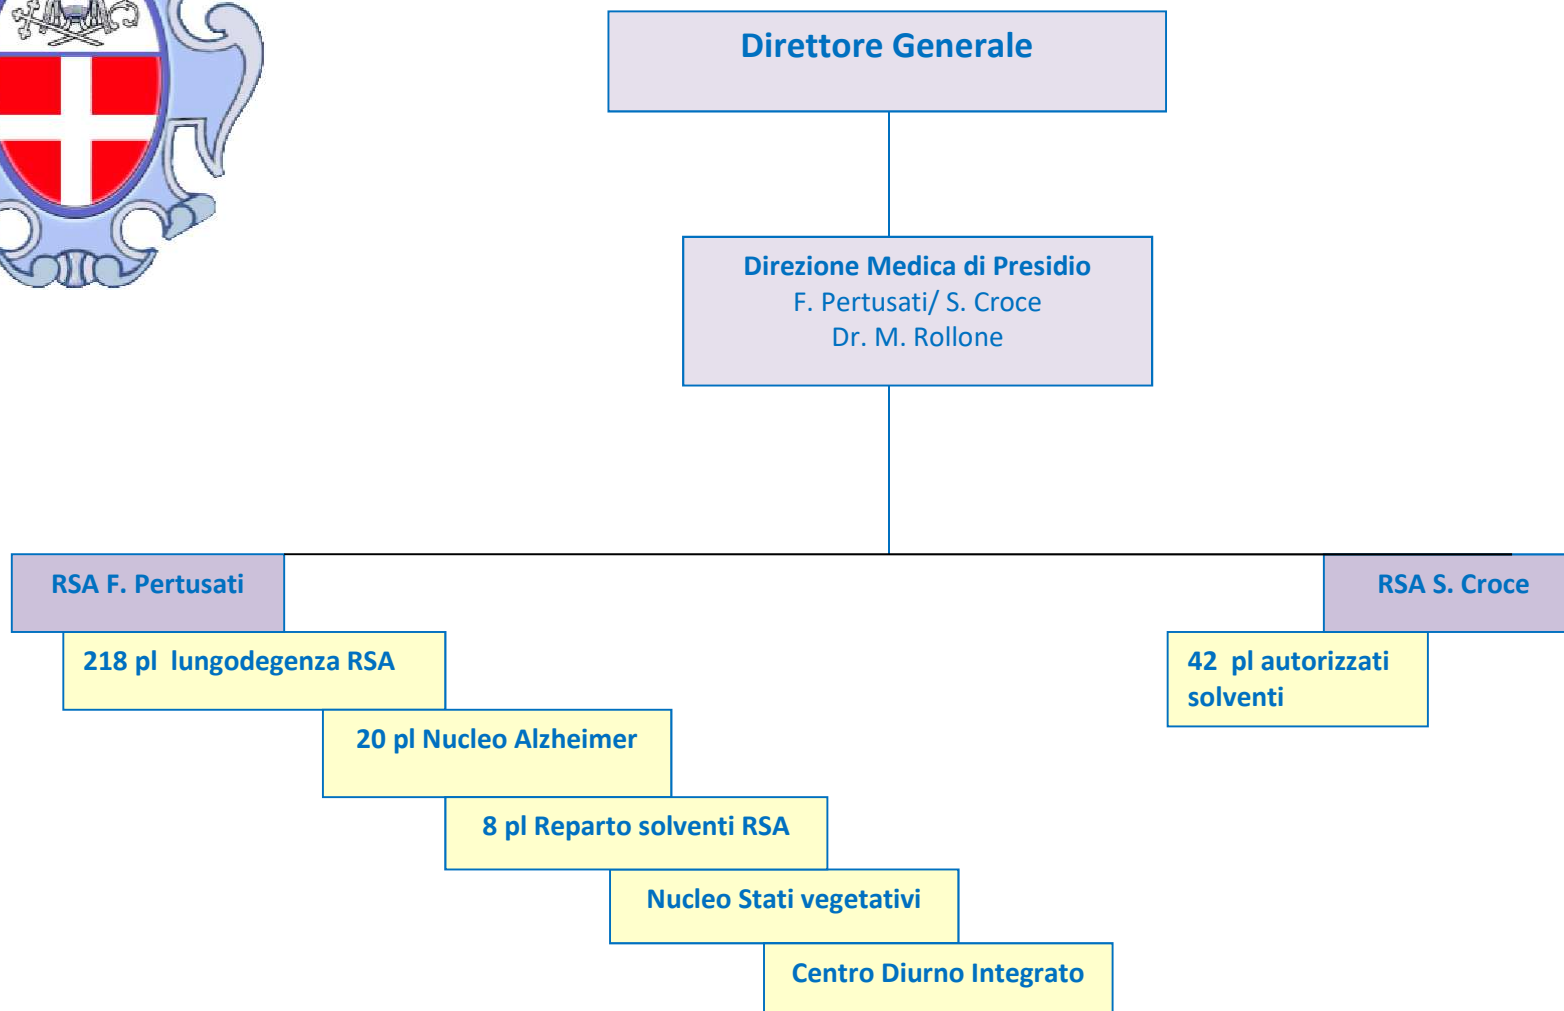 Direttore Generale
Direzione Medica di Presidio
F. Pertusati/ S. Croce
Dr. M. Rollone
RSA F. Pertusati
RSA S. Croce
218 pl  lungodegenza RSA
42  pl autorizzati
solventi
20 pl Nucleo Alzheimer
8 pl Reparto solventi RSA
Nucleo Stati vegetativi
Centro Diurno Integrato